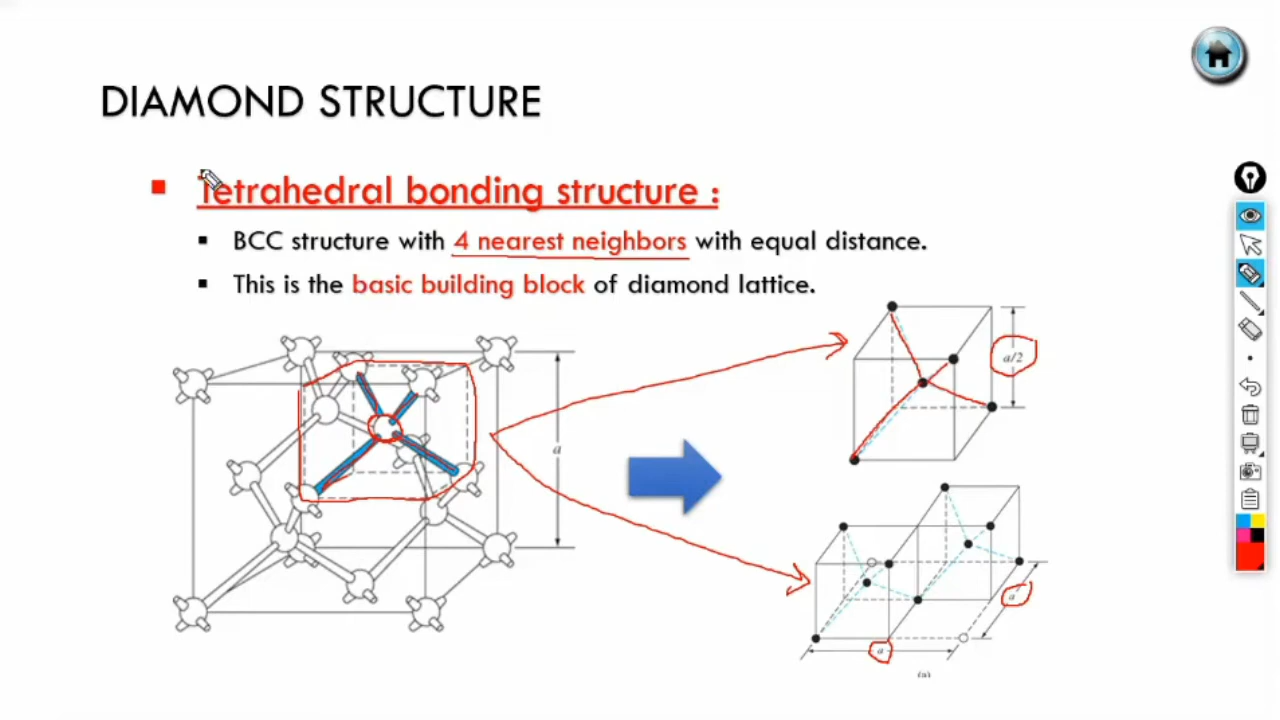 DIAMOND STRUCTURE
Tetrahedral bonding structure :
BCC structure with 4 nearest neighbors with equal distance.
This is the basic building block of diamond lattice.
a/2
a
a
a
(a)